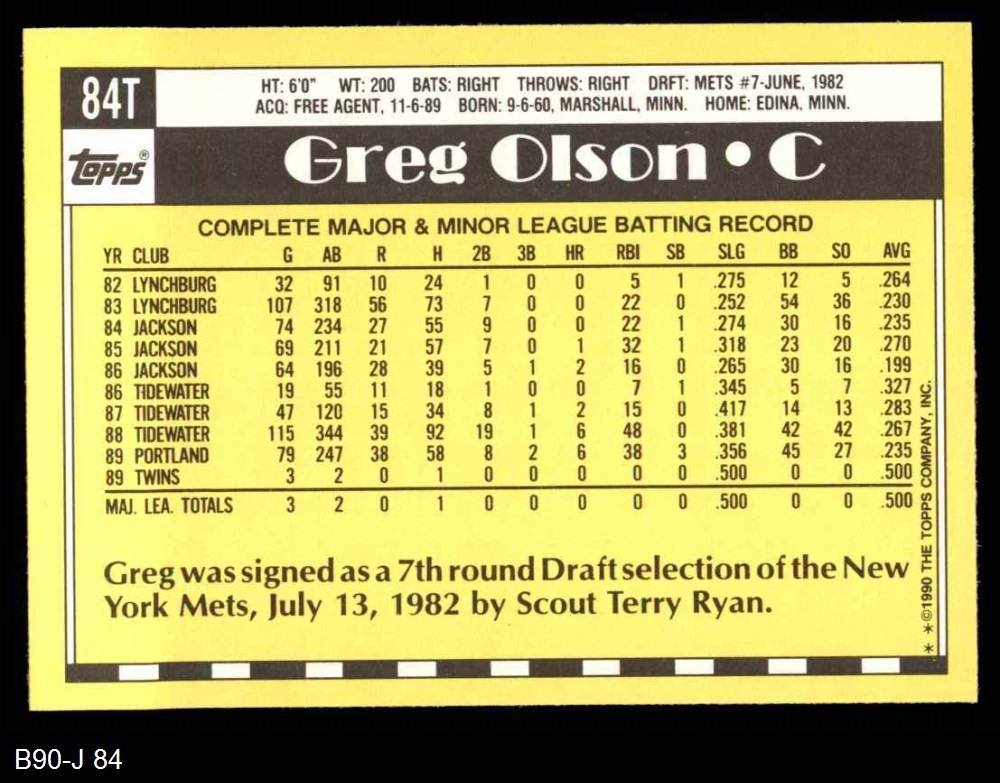 84T
HT: 6'0" WT: 200 BATS: RIGHT THROWS: RIGHT DRFT: METS #7-JUNE, 1982
ACQ: FREE AGENT, 11-6-89 BORN: 9-6-60, MARSHALL, MINN. HOME: EDINA, MINN.
topps®
Greg Olson • C
COMPLETE MAJOR & MINOR LEAGUE BATTING RECORD
YR CLUB G AB R H 2B 3B HR RBI SB SLG BB SO AVG
82 LYNCHBURG 32 91 10 24 1 0 0 5 1 .275 12 5 .264
83 LYNCHBURG 107 318 56 73 7 0 0 22 0 .252 54 36 .230
84 JACKSON 74 234 27 55 9 0 0 22 1 .274 30 16 .235
85 JACKSON 69 211 21 57 7 0 1 32 1 .318 23 20 .270
86 JACKSON 64 196 28 39 5 1 2 16 0 .265 30 16 .199
86 TIDEWATER 19 55 11 18 1 0 0 7 1 .345 5 7 .327
87 TIDEWATER 47 120 15 34 8 1 2 15 0 .417 14 13 .283
88 TIDEWATER 115 344 39 92 19 1 6 48 0 .381 42 42 .267
89 PORTLAND 79 247 38 58 8 2 6 38 3 .356 45 27 .235
89 TWINS 3 2 0 1 0 0 0 0 0 .500 0 0 .500
MAJ. LEA. TOTALS 3 2 0 1 0 0 0 0 0 .500 0 0 .500
Greg was signed as a 7th round Draft selection of the New
York Mets, July 13, 1982 by Scout Terry Ryan.
* *©1990 THE TOPPS COMPANY, INC.
B90-J 84